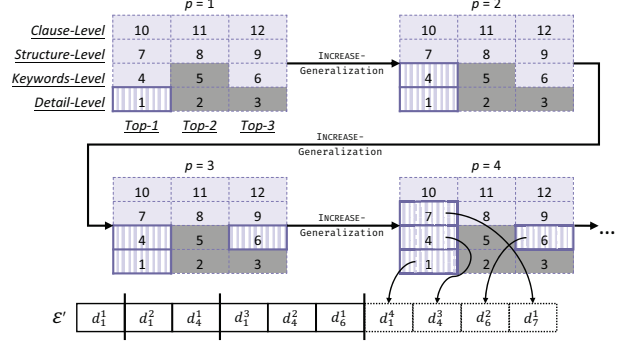 p = 1
p = 2
Clause-Level 10 11 12 10 11 12
Structure-Level 7 8 9 INCREASE- 7 8 9
Keywords-Level 4 5 6 Generalization 4 5 6
Detail-Level 1 2 3 1 2 3
Top-1 Top-2 Top-3
INCREASE-
Generalization
p = 3
p = 4
10 11 12 10 11 12
7 8 9 INCREASE- 7 8 9
4 5 6 Generalization 4 5 6 ...
1 2 3 1 2 3
ℰ′ d₁¹ d₁² d₄¹ d₁³ d₄² d₆¹ d₁⁴ d₄³ d₆² d₇¹